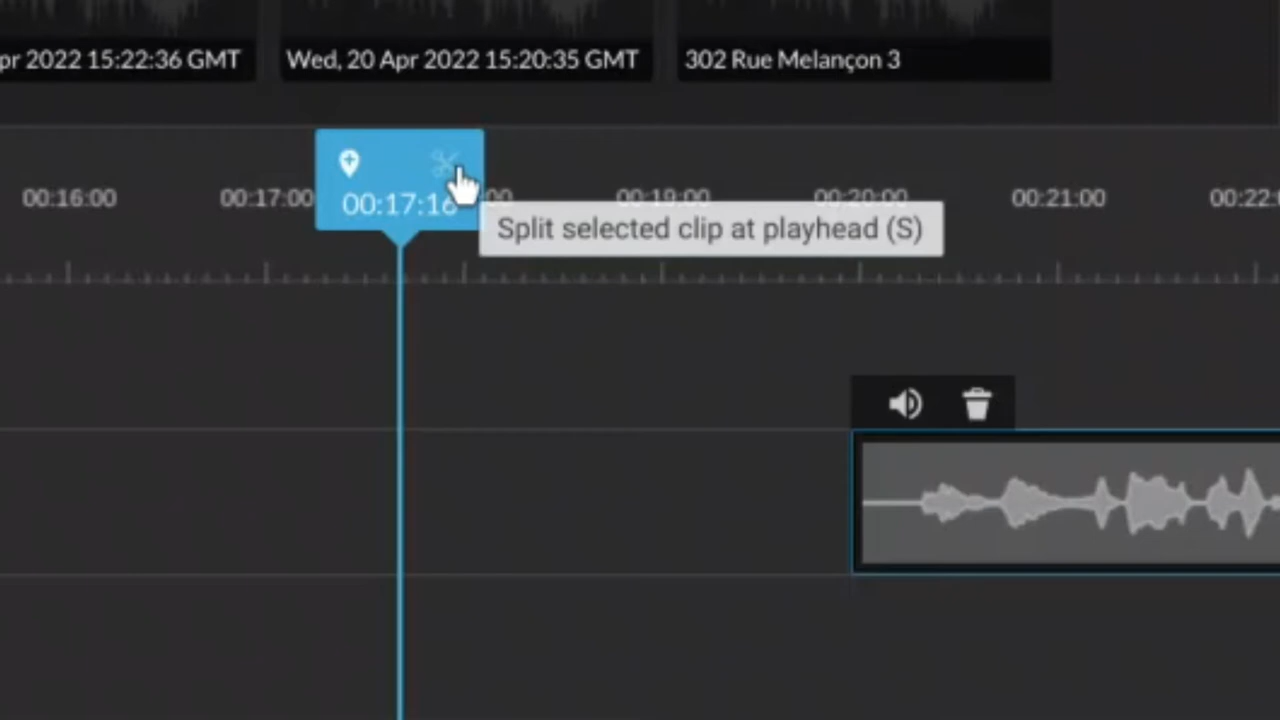 pr 2022 15:22:36 GMT
Wed, 20 Apr 2022 15:20:35 GMT
302 Rue Melançon 3
00:16:00
00:17:00
00:17:16
00
00:19:00
00:20:00
00:21:00
00:22:
Split selected clip at playhead (S)